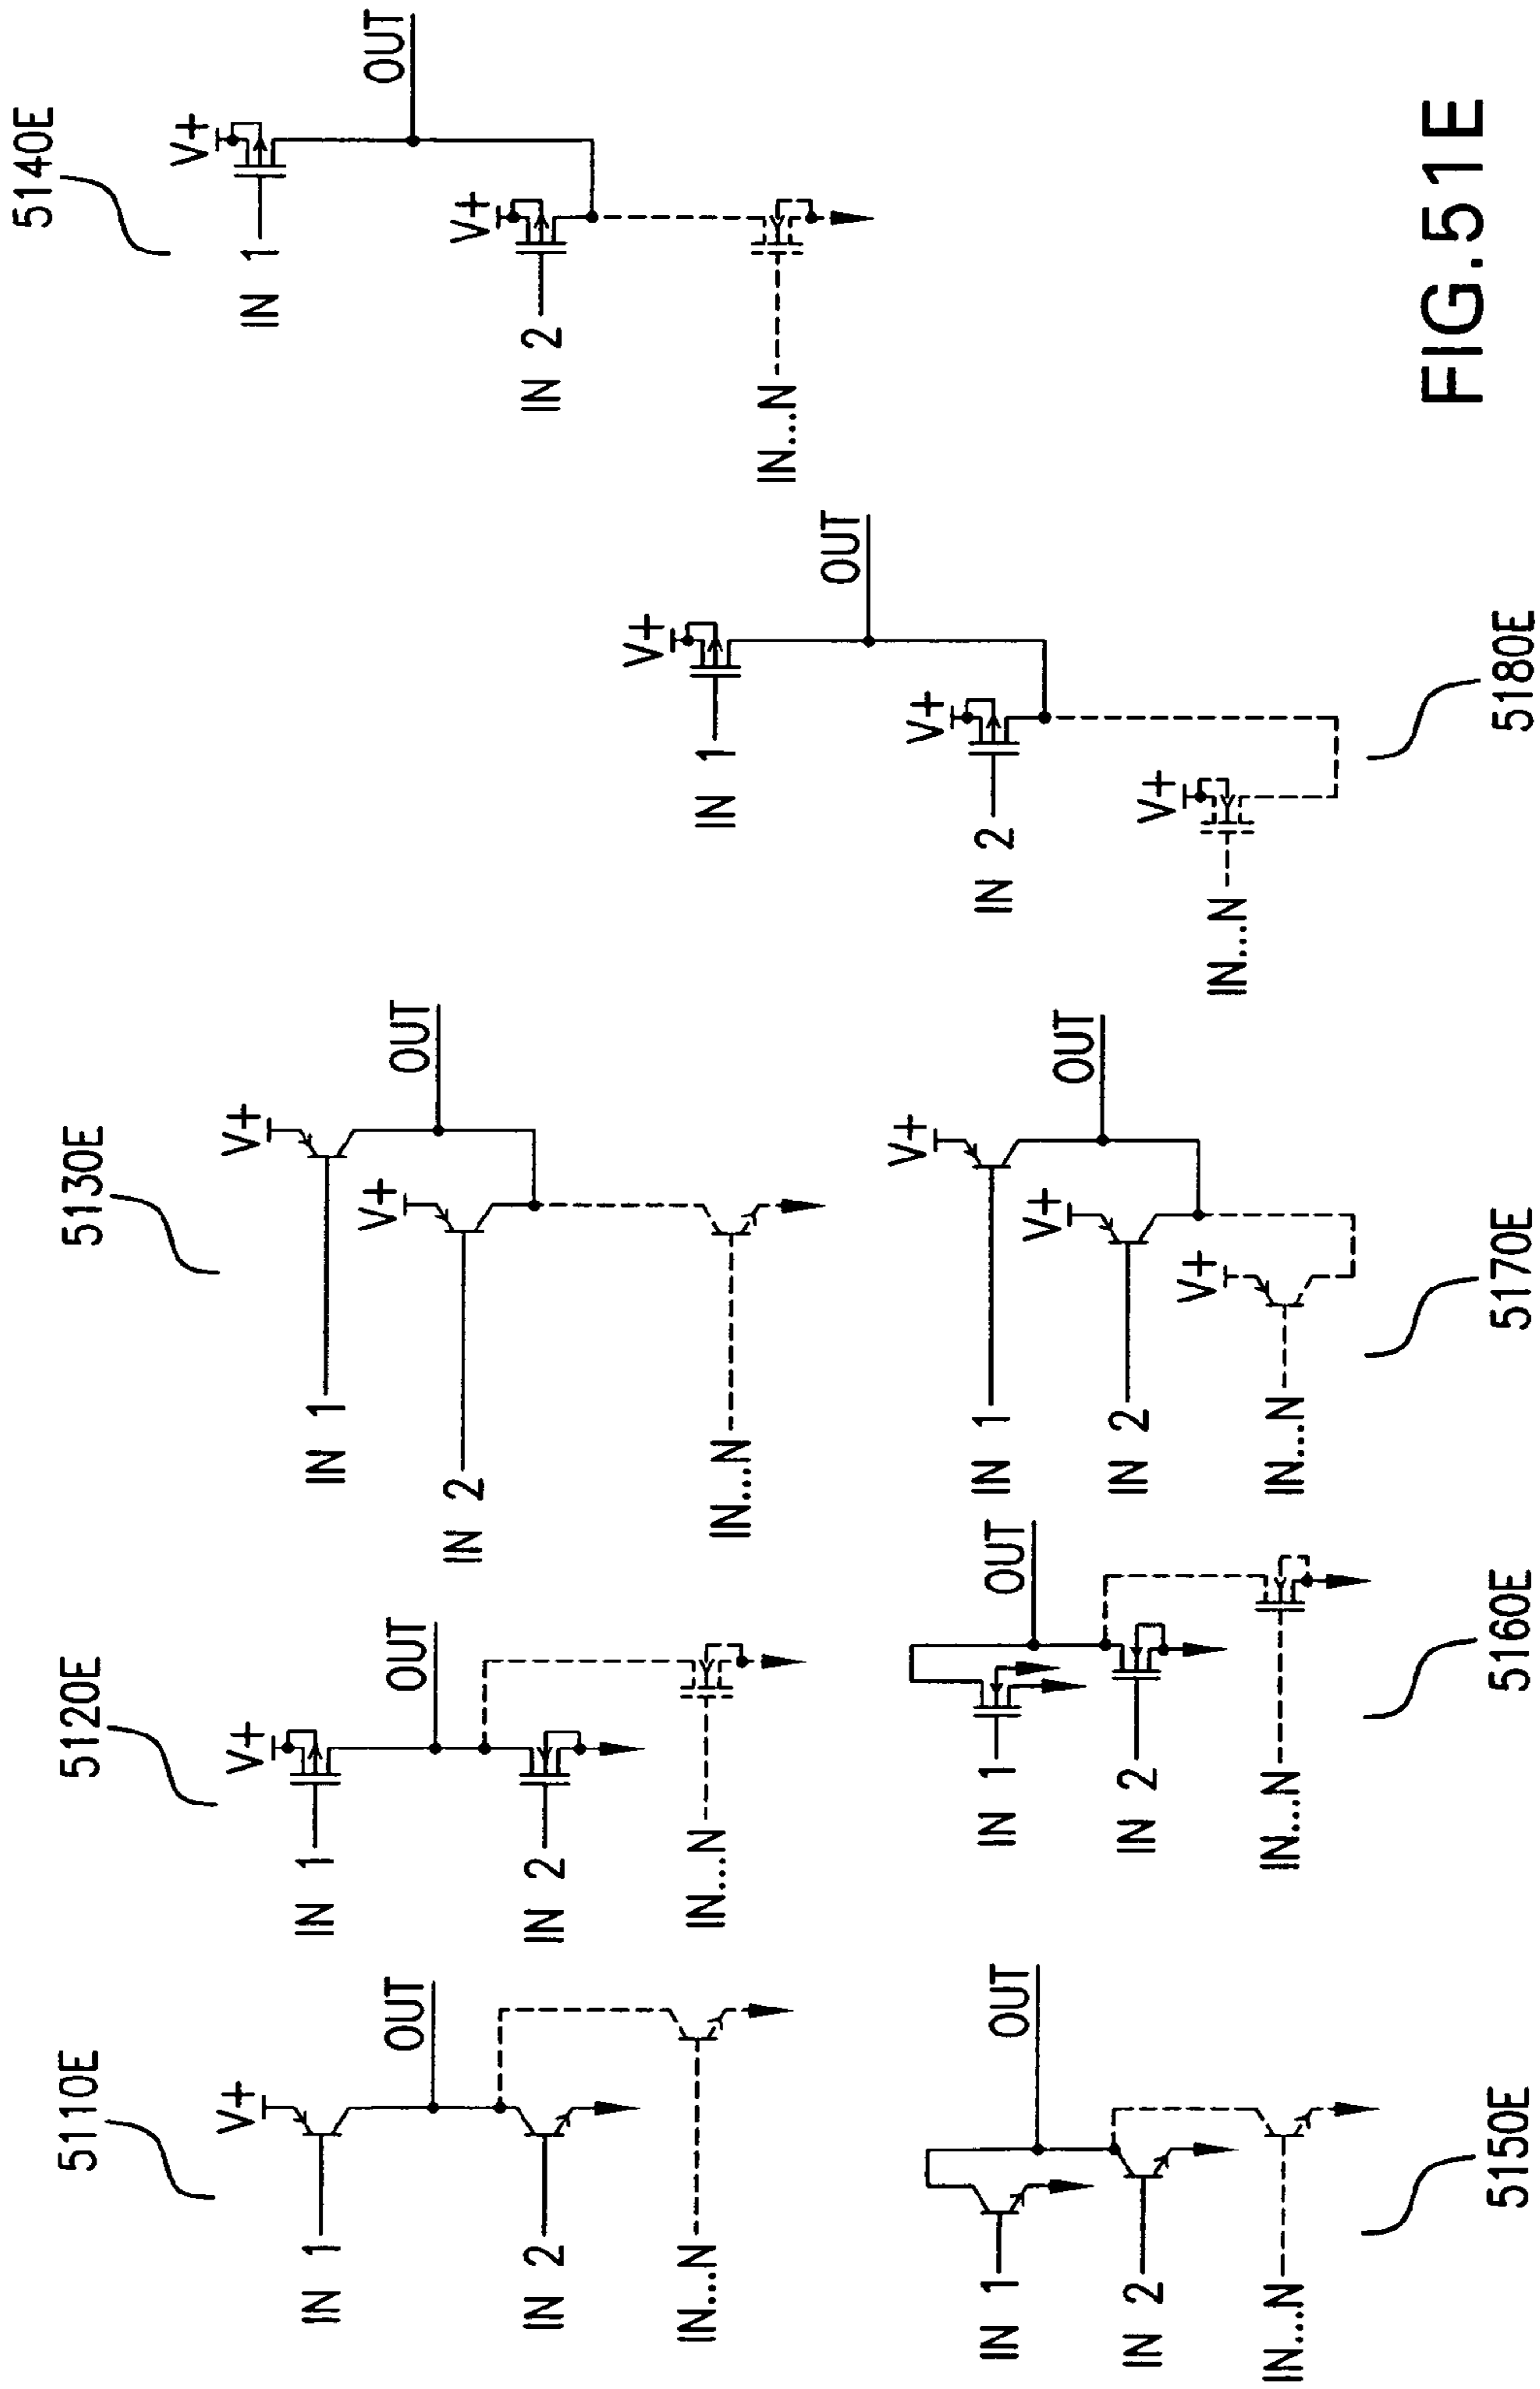 5110E
V+
IN 1
OUT
IN 2
IN...N
5120E
V+
IN 1
OUT
IN 2
IN...N
5130E
V+
IN 1
V+
OUT
IN 2
IN...N
5140E
V+
IN 1
OUT
V+
IN 2
IN...N
IN 1
OUT
IN 2
IN...N
5150E
IN 1
OUT
IN 2
IN...N
5160E
V+
IN 1
V+
OUT
IN 2
V+
IN...N
5170E
V+
IN 1
OUT
V+
IN 2
V+
IN...N
5180E
FIG.51E